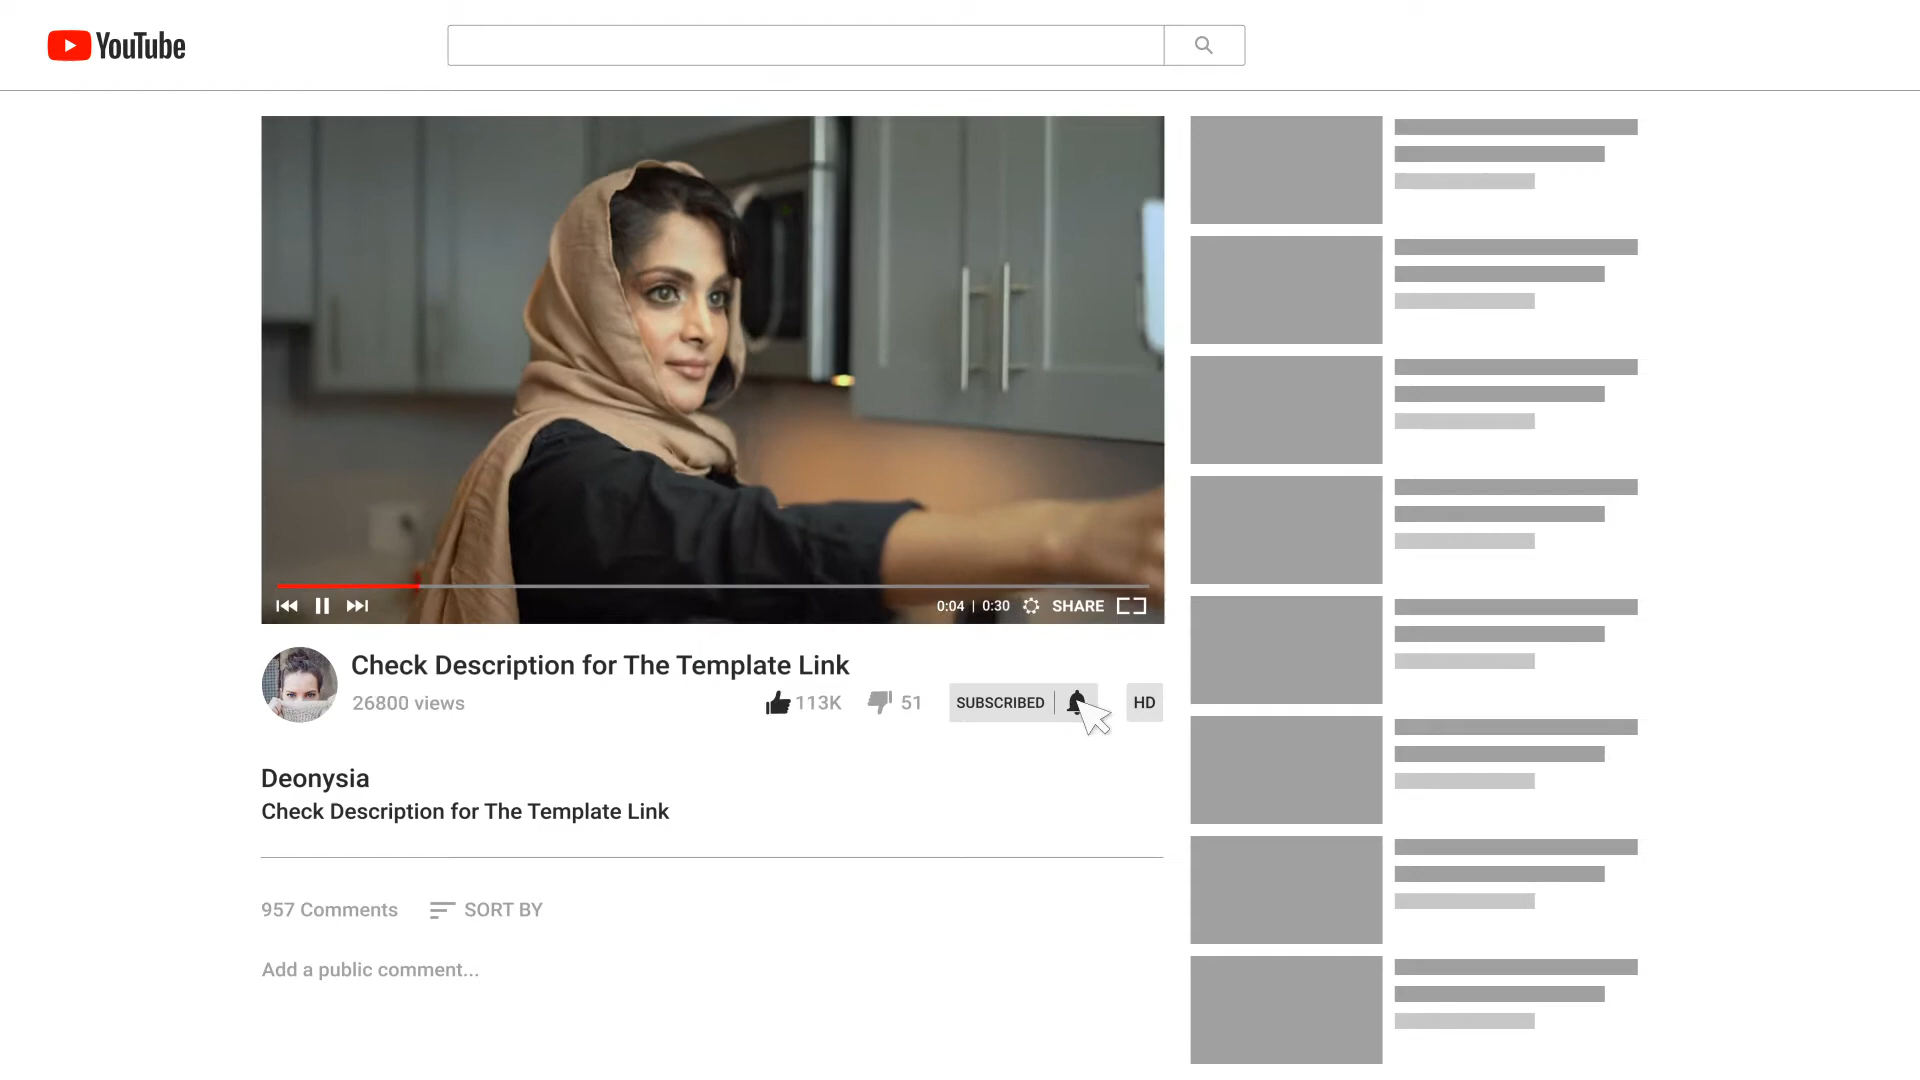 YouTube
0:04 | 0:30 SHARE
Check Description for The Template Link
26800 views 113K 51 SUBSCRIBED HD
Deonysia
Check Description for The Template Link
957 Comments SORT BY
Add a public comment...